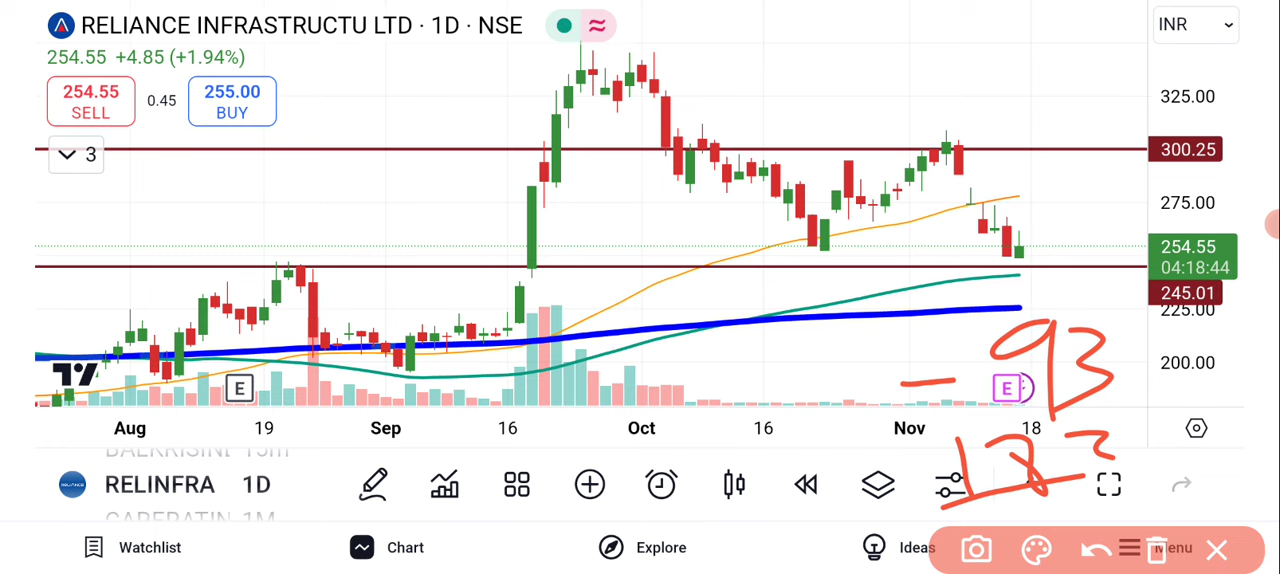 RELIANCE INFRASTRUCTU LTD · 1D · NSE
INR
254.55 +4.85 (+1.94%)
254.55
SELL
0.45
255.00
BUY
3
325.00
300.25
275.00
254.55
04:18:44
245.01
225.00
200.00
E
E
- 93
Aug 19 Sep 16 Oct 16 Nov 18
BALKRISIND 15m
RELINFRA 1D
Watchlist
Chart
Explore
Ideas
Menu